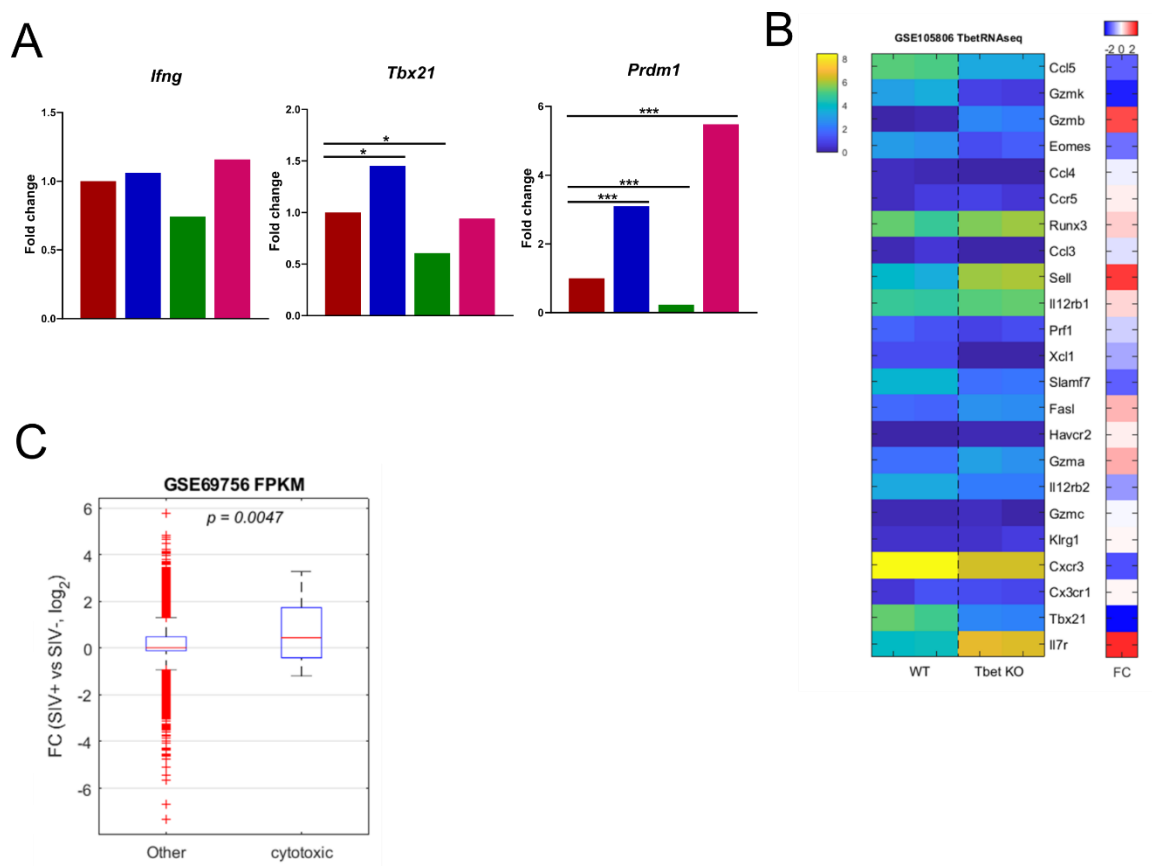 A
Ifng
Tbx21
Prdm1
Fold change
1.5
1.0
0.5
0.0
Fold change
2.0
1.5
1.0
0.5
0.0
*
*
Fold change
6
4
2
0
***
***
***
B
GSE105806 TbetRNAseq
8
6
4
2
0
-2 0 2
Ccl5
Gzmk
Gzmb
Eomes
Ccl4
Ccr5
Runx3
Ccl3
Sell
Il12rb1
Prf1
Xcl1
Slamf7
Fasl
Havcr2
Gzma
Il12rb2
Gzmc
Klrg1
Cxcr3
Cx3cr1
Tbx21
Il7r
WT
Tbet KO
FC
C
GSE69756 FPKM
p = 0.0047
FC (SIV+ vs SIV-, log2)
6
4
2
0
-2
-4
-6
Other
cytotoxic